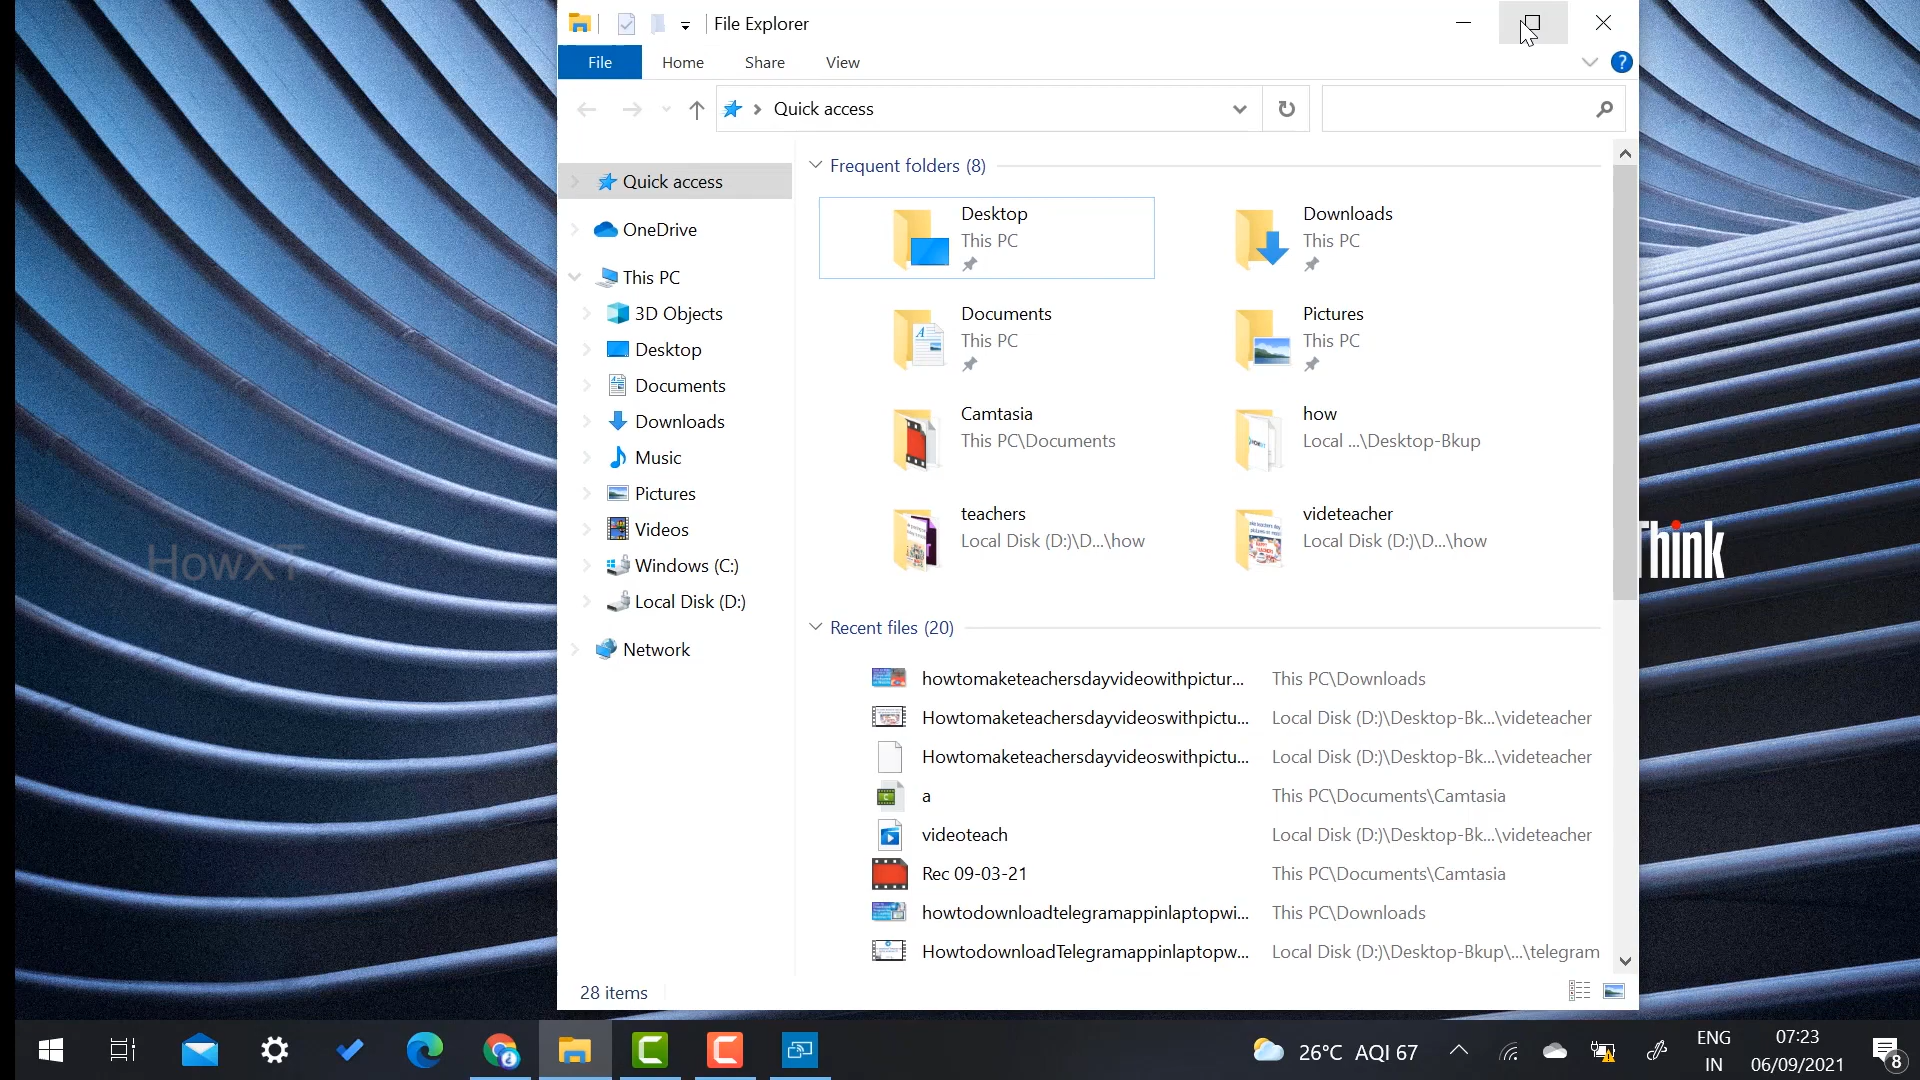 File Explorer
File Home Share View
Quick access
Quick access
OneDrive
This PC
3D Objects
Desktop
Documents
Downloads
Music
Pictures
Videos
Windows (C:)
Local Disk (D:)
Network
Frequent folders (8)
Desktop
This PC
Downloads
This PC
Documents
This PC
Pictures
This PC
Camtasia
This PC\Documents
how
Local ...\Desktop-Bkup
teachers
Local Disk (D:)\D...\how
videteacher
Local Disk (D:)\D...\how
Recent files (20)
howtomaketeachersdayvideowithpictur... This PC\Downloads
Howtomaketeachersdayvideoswithpictu... Local Disk (D:)\Desktop-Bk...\videteacher
Howtomaketeachersdayvideoswithpictu... Local Disk (D:)\Desktop-Bk...\videteacher
a This PC\Documents\Camtasia
videoteach Local Disk (D:)\Desktop-Bk...\videteacher
Rec 09-03-21 This PC\Documents\Camtasia
howtodownloadtelegramappinlaptopwi... This PC\Downloads
HowtodownloadTelegramappinlaptopw... Local Disk (D:)\Desktop-Bkup\...\telegram
28 items
HowXT
Think
26°C AQI 67
ENG
IN
07:23
06/09/2021
8